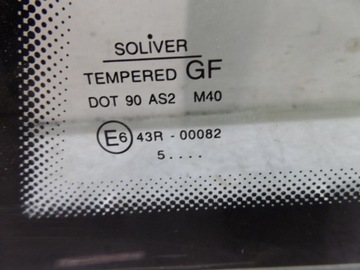 SOLIVER
TEMPERED GF
DOT 90 AS2 M40
E6 43R - 00082
5 . . . .